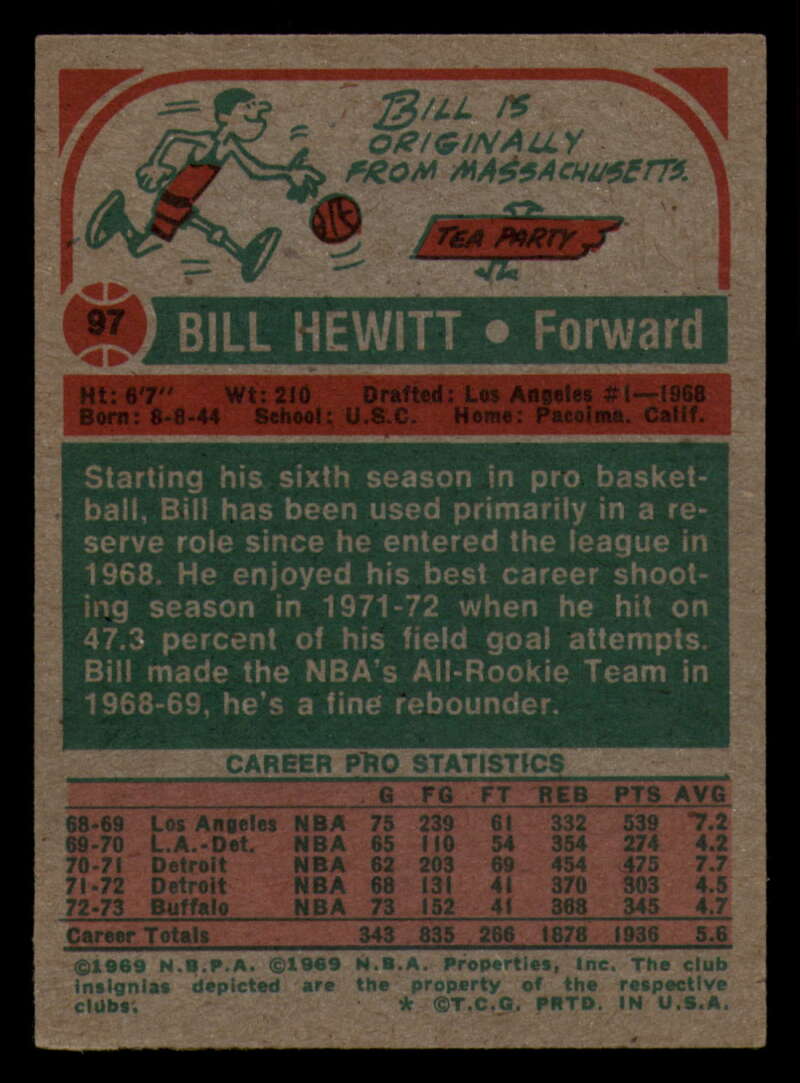 BILL IS
ORIGINALLY
FROM MASSACHUSETTS.
TEA PARTY
97
BILL HEWITT • Forward
Ht: 6'7" Wt: 210 Drafted: Los Angeles #1—1968
Born: 8-8-44 School: U.S.C. Home: Pacoima, Calif.
Starting his sixth season in pro basket-
ball, Bill has been used primarily in a re-
serve role since he entered the league in
1968. He enjoyed his best career shoot-
ing season in 1971-72 when he hit on
47.3 percent of his field goal attempts.
Bill made the NBA's All-Rookie Team in
1968-69, he's a fine rebounder.
CAREER PRO STATISTICS
G FG FT REB PTS AVG
68-69 Los Angeles NBA 75 239 61 332 539 7.2
69-70 L.A.-Det. NBA 65 110 54 354 274 4.2
70-71 Detroit NBA 62 203 69 454 475 7.7
71-72 Detroit NBA 68 131 41 370 303 4.5
72-73 Buffalo NBA 73 152 41 368 345 4.7
Career Totals 343 835 266 1878 1936 5.6
©1969 N.B.P.A. ©1969 N.B.A. Properties, Inc. The club
insignias depicted are the property of the respective
clubs. * ©T.C.G. PRTD. IN U.S.A.